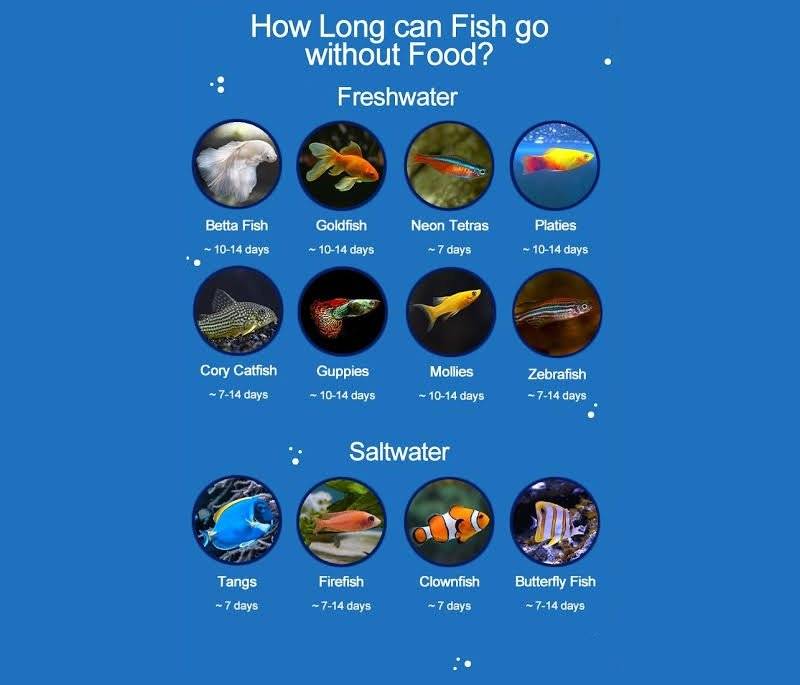 How Long can Fish go
without Food?
Freshwater
Betta Fish Goldfish Neon Tetras Platies
~ 10-14 days ~ 10-14 days ~ 7 days ~ 10-14 days
Cory Catfish Guppies Mollies Zebrafish
~ 7-14 days ~ 10-14 days ~ 10-14 days ~ 7-14 days
Saltwater
Tangs Firefish Clownfish Butterfly Fish
~ 7 days ~ 7-14 days ~ 7 days ~ 7-14 days